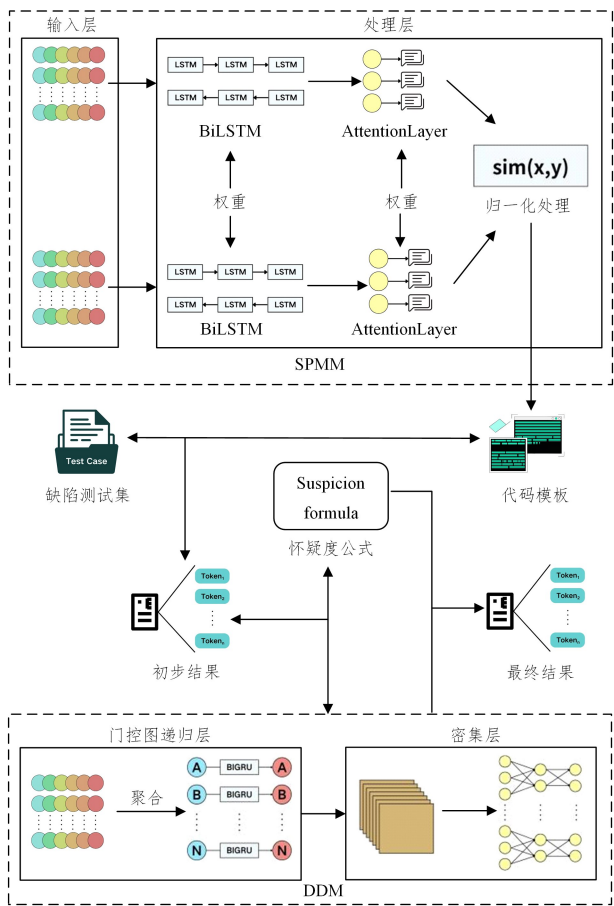 输入层
处理层
LSTM LSTM LSTM
LSTM LSTM LSTM
BiLSTM
AttentionLayer
sim(x,y)
权重
权重
归一化处理
LSTM LSTM LSTM
LSTM LSTM LSTM
BiLSTM
AttentionLayer
SPMM
Test Case
缺陷测试集
代码模板
Suspicion
formula
怀疑度公式
Token₁
Token₂
Tokenₙ
初步结果
Token₁
Token₂
Tokenₙ
最终结果
门控图递归层
密集层
聚合
A BIGRU A
B BIGRU B
N BIGRU N
DDM